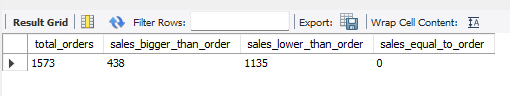 Result Grid Filter Rows: Export: Wrap Cell Content:
total_orders sales_bigger_than_order sales_lower_than_order sales_equal_to_order
1573 438 1135 0